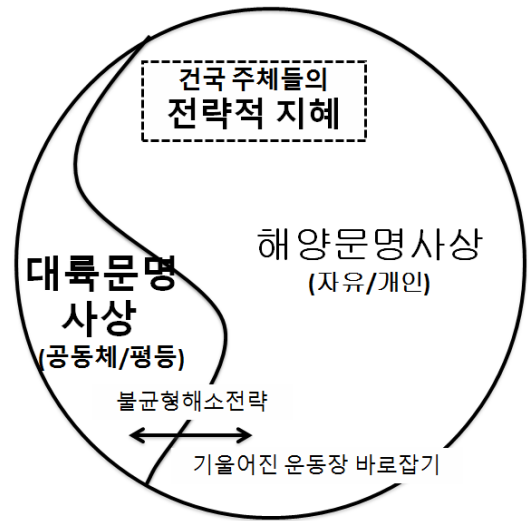 건국 주체들의
전략적 지혜
해양문명사상
(자유/개인)
대륙문명
사상
(공동체/평등)
불균형해소전략
기울어진 운동장 바로잡기